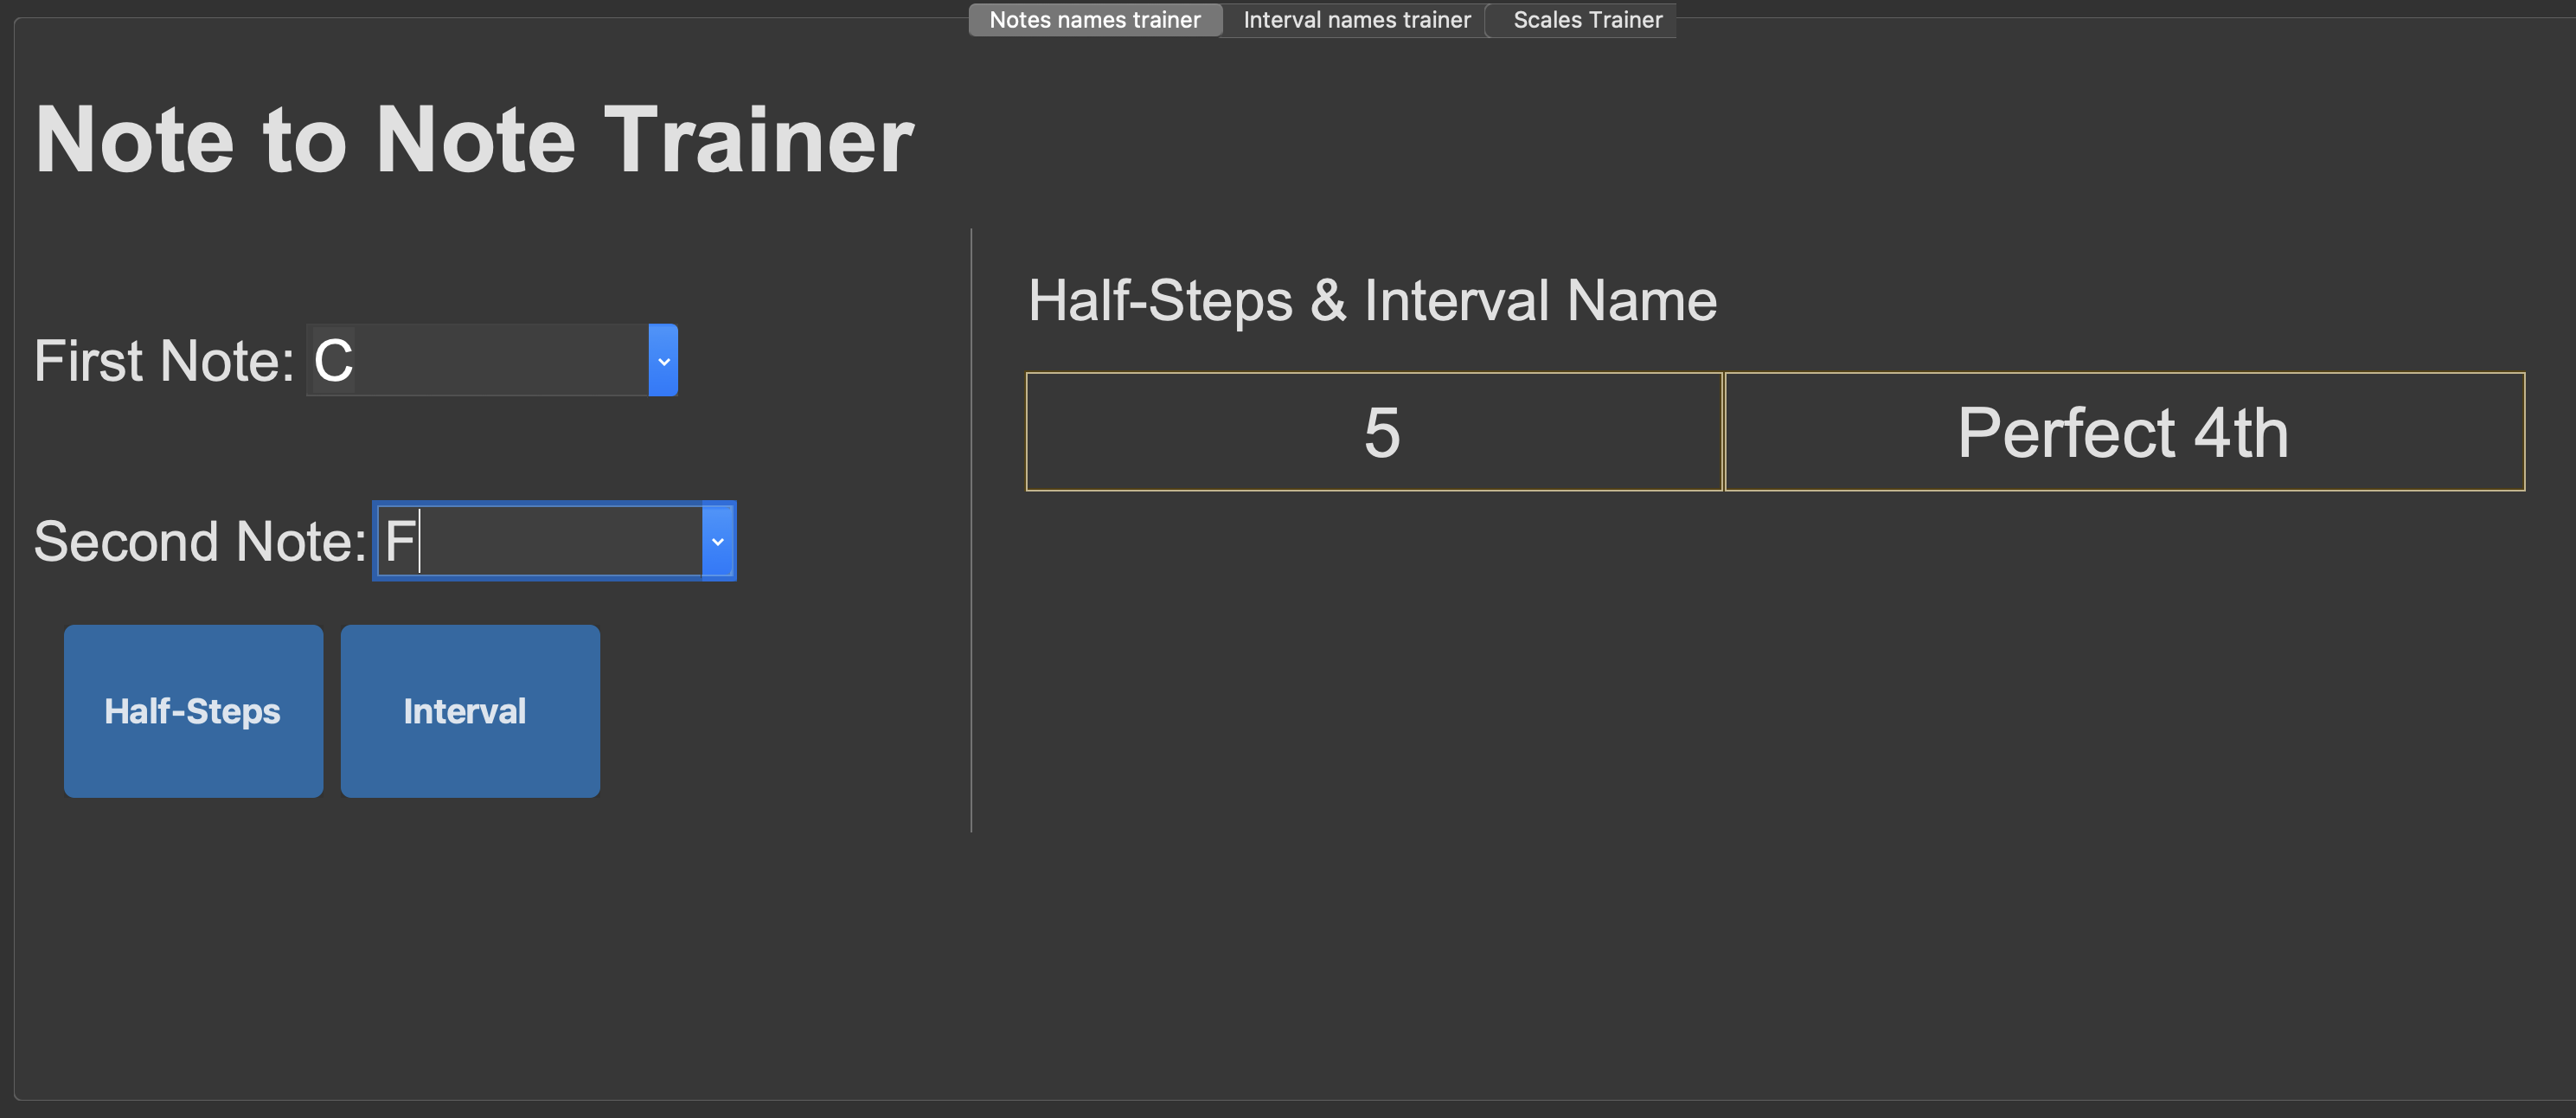 Notes names trainer Interval names trainer Scales Trainer
Note to Note Trainer
First Note: C
Second Note: F
Half-Steps Interval
Half-Steps & Interval Name
5 Perfect 4th